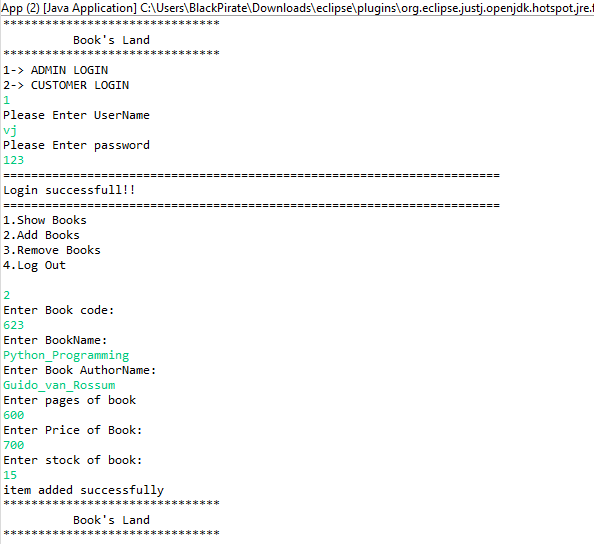 App (2) [Java Application] C:\Users\BlackPirate\Downloads\eclipse\plugins\org.eclipse.justj.openjdk.hotspot.jre.f
*******************************
Book's Land
*******************************
1-> ADMIN LOGIN
2-> CUSTOMER LOGIN
1
Please Enter UserName
vj
Please Enter password
123
=======================================================================
Login successfull!!
=======================================================================
1.Show Books
2.Add Books
3.Remove Books
4.Log Out
2
Enter Book code:
623
Enter BookName:
Python_Programming
Enter Book AuthorName:
Guido_van_Rossum
Enter pages of book
600
Enter Price of Book:
700
Enter stock of book:
15
item added successfully
*******************************
Book's Land
*******************************